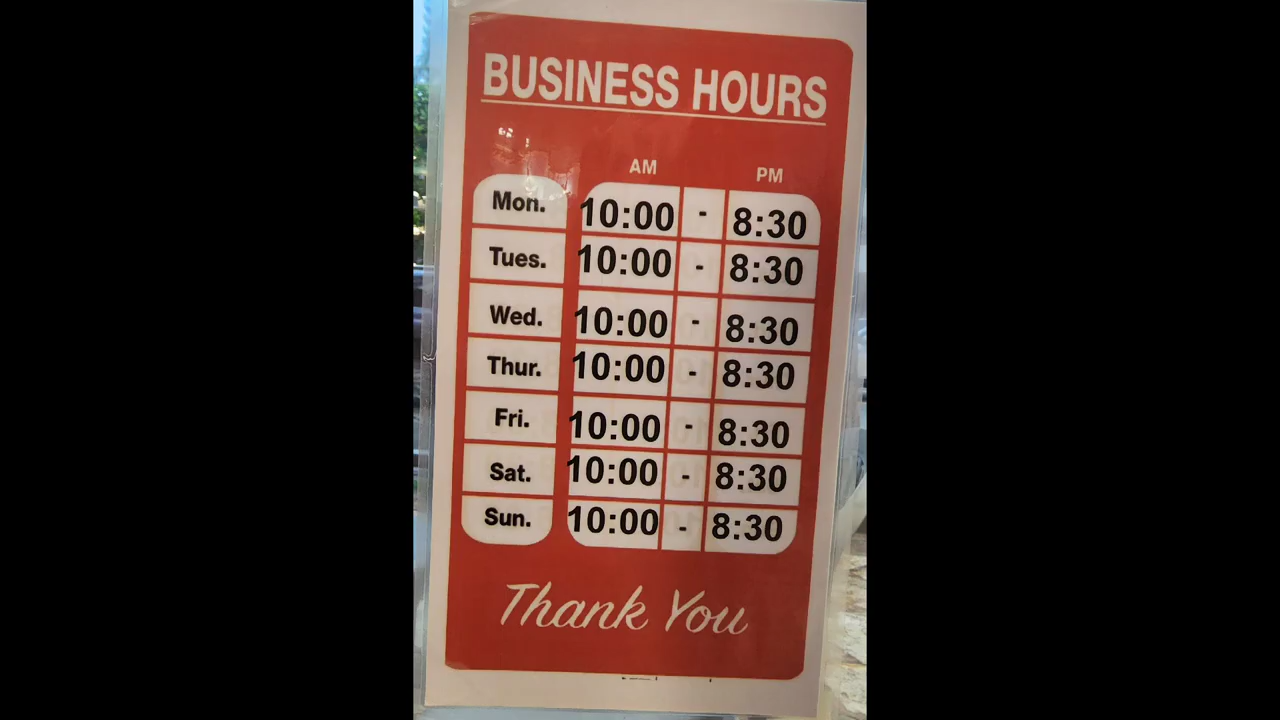 BUSINESS HOURS
AM PM
Mon. 10:00 - 8:30
Tues. 10:00 - 8:30
Wed. 10:00 - 8:30
Thur. 10:00 - 8:30
Fri. 10:00 - 8:30
Sat. 10:00 - 8:30
Sun. 10:00 - 8:30
Thank You